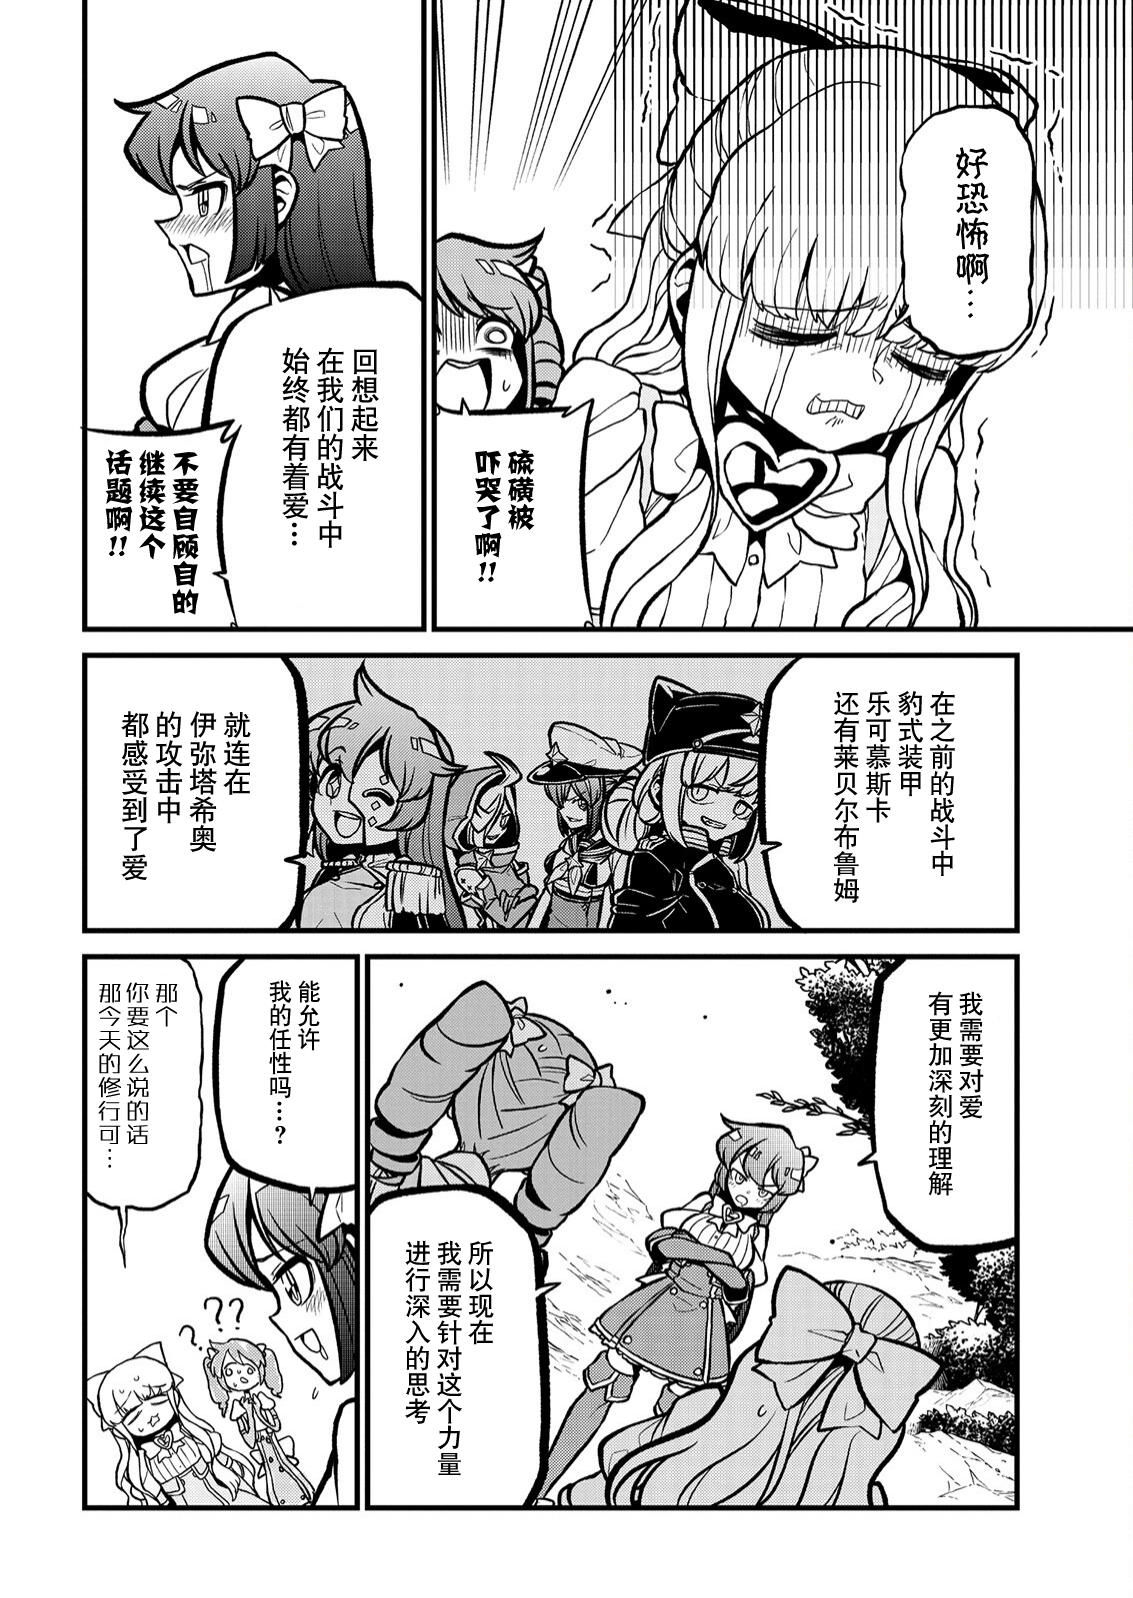 好恐怖啊…
硫磺被
吓哭了啊!!
回想起来
在我们的战斗中
始终都有着爱…
不要自顾自的
继续这个
话题啊!!
在之前的战斗中
豹式装甲
乐可慕斯卡
还有莱贝尔布鲁姆
就连在
伊弥塔希奥
的攻击中
都感受到了爱
我需要对爱
有更加深刻的理解
所以现在
我需要针对这个力量
进行深入的思考
能允许
我的任性吗…?
那个
你要这么说的话
那今天的修行可…
???